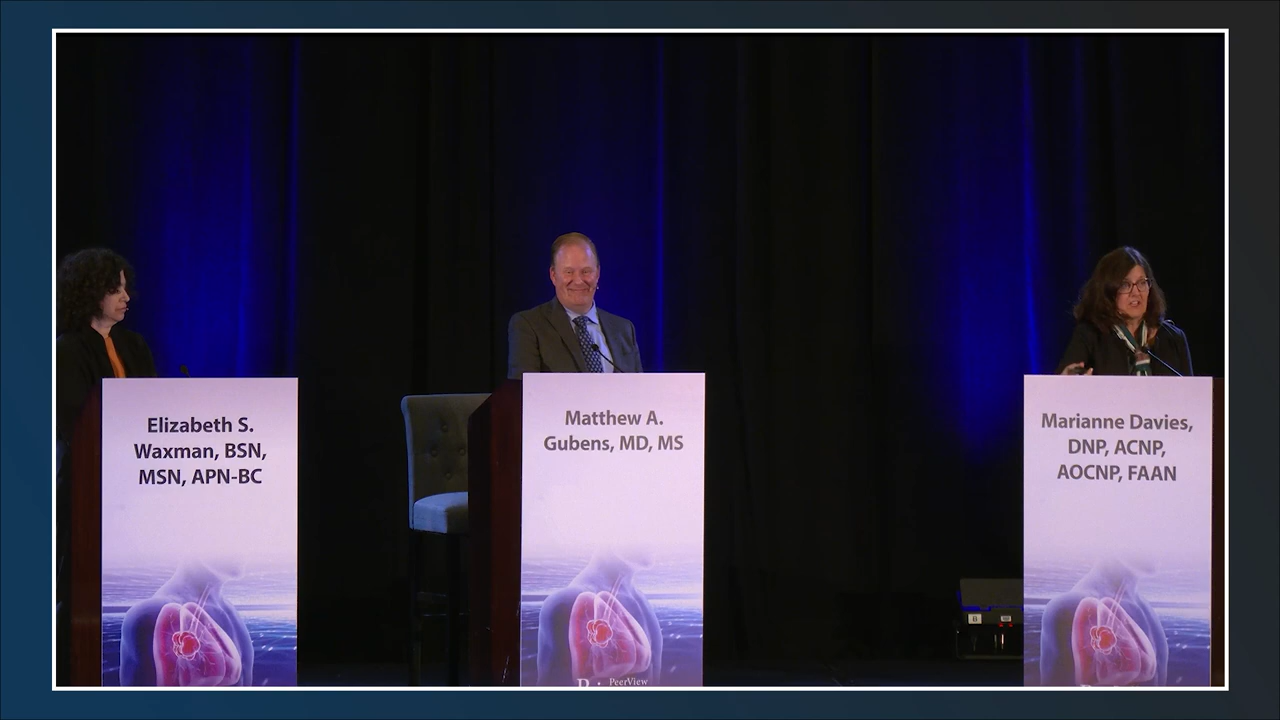 Elizabeth S.
Waxman, BSN,
MSN, APN-BC
Matthew A.
Gubens, MD, MS
PeerView
Marianne Davies,
DNP, ACNP,
AOCNP, FAAN